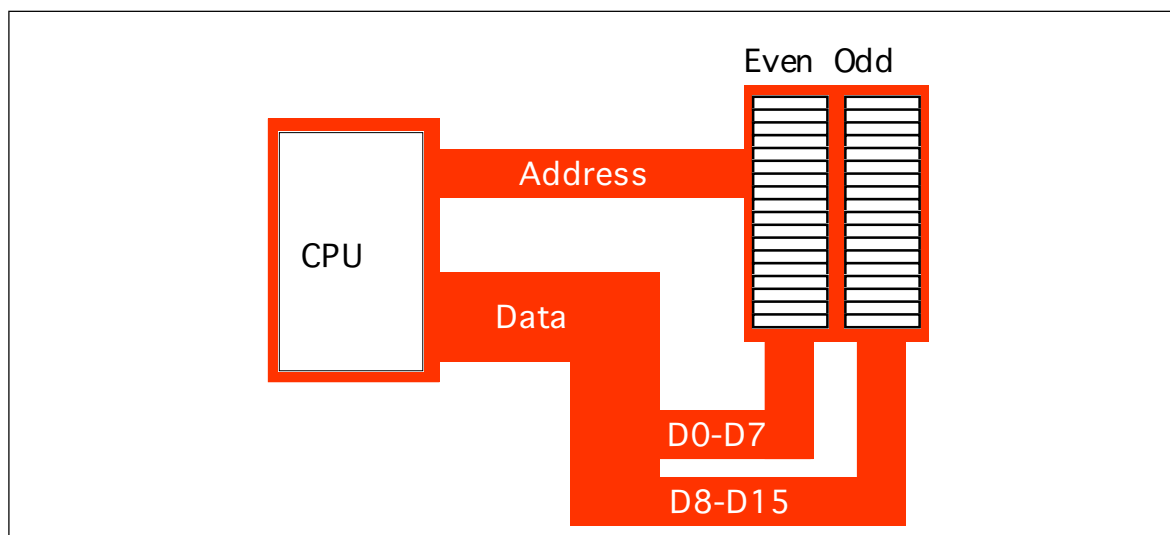 Even Odd
Address
CPU
Data
D0-D7
D8-D15